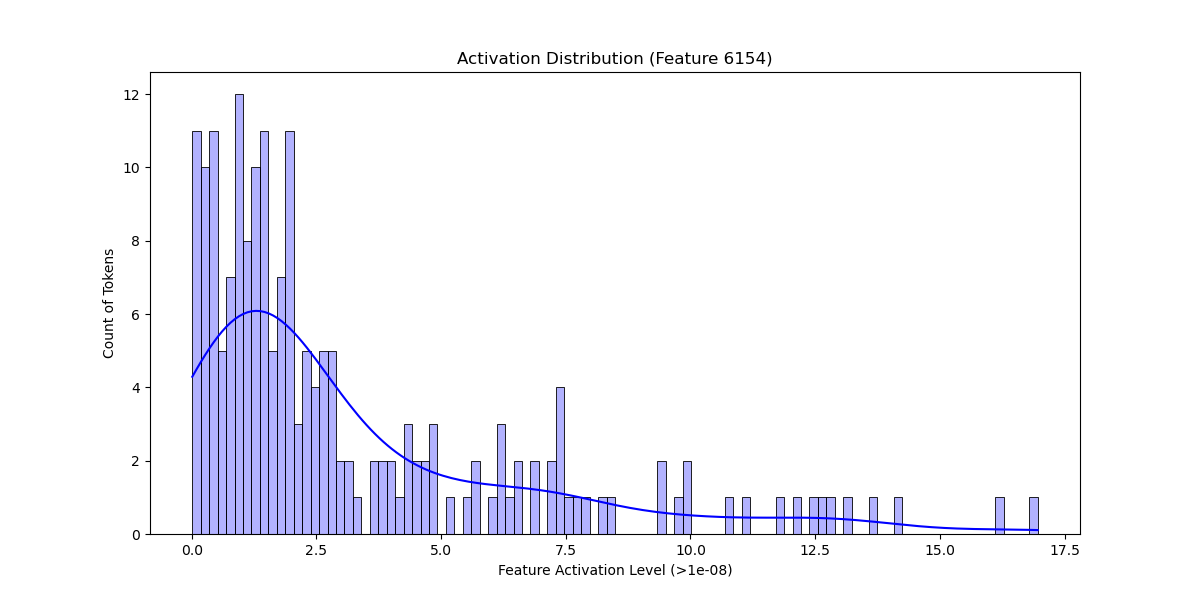 Activation Distribution (Feature 6154)
Count of Tokens
12
10
8
6
4
2
0
0.0 2.5 5.0 7.5 10.0 12.5 15.0 17.5
Feature Activation Level (>1e-08)